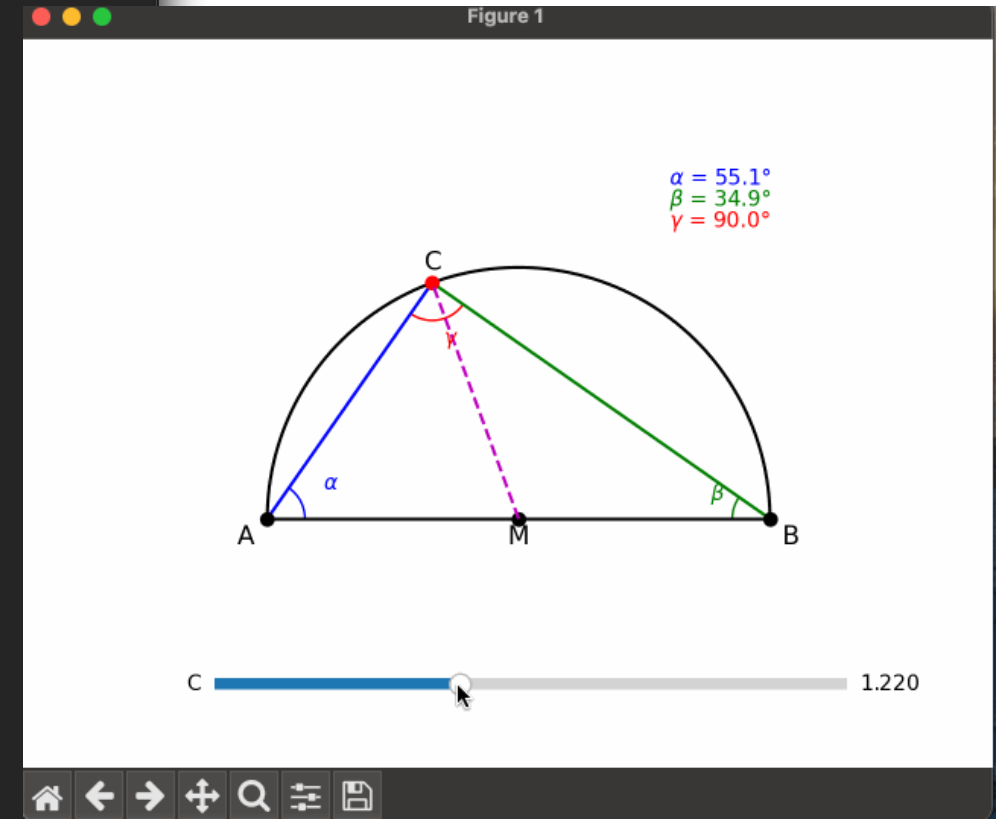 Figure 1
α = 55.1°
β = 34.9°
γ = 90.0°
C
γ
α
β
A
M
B
C
1.220